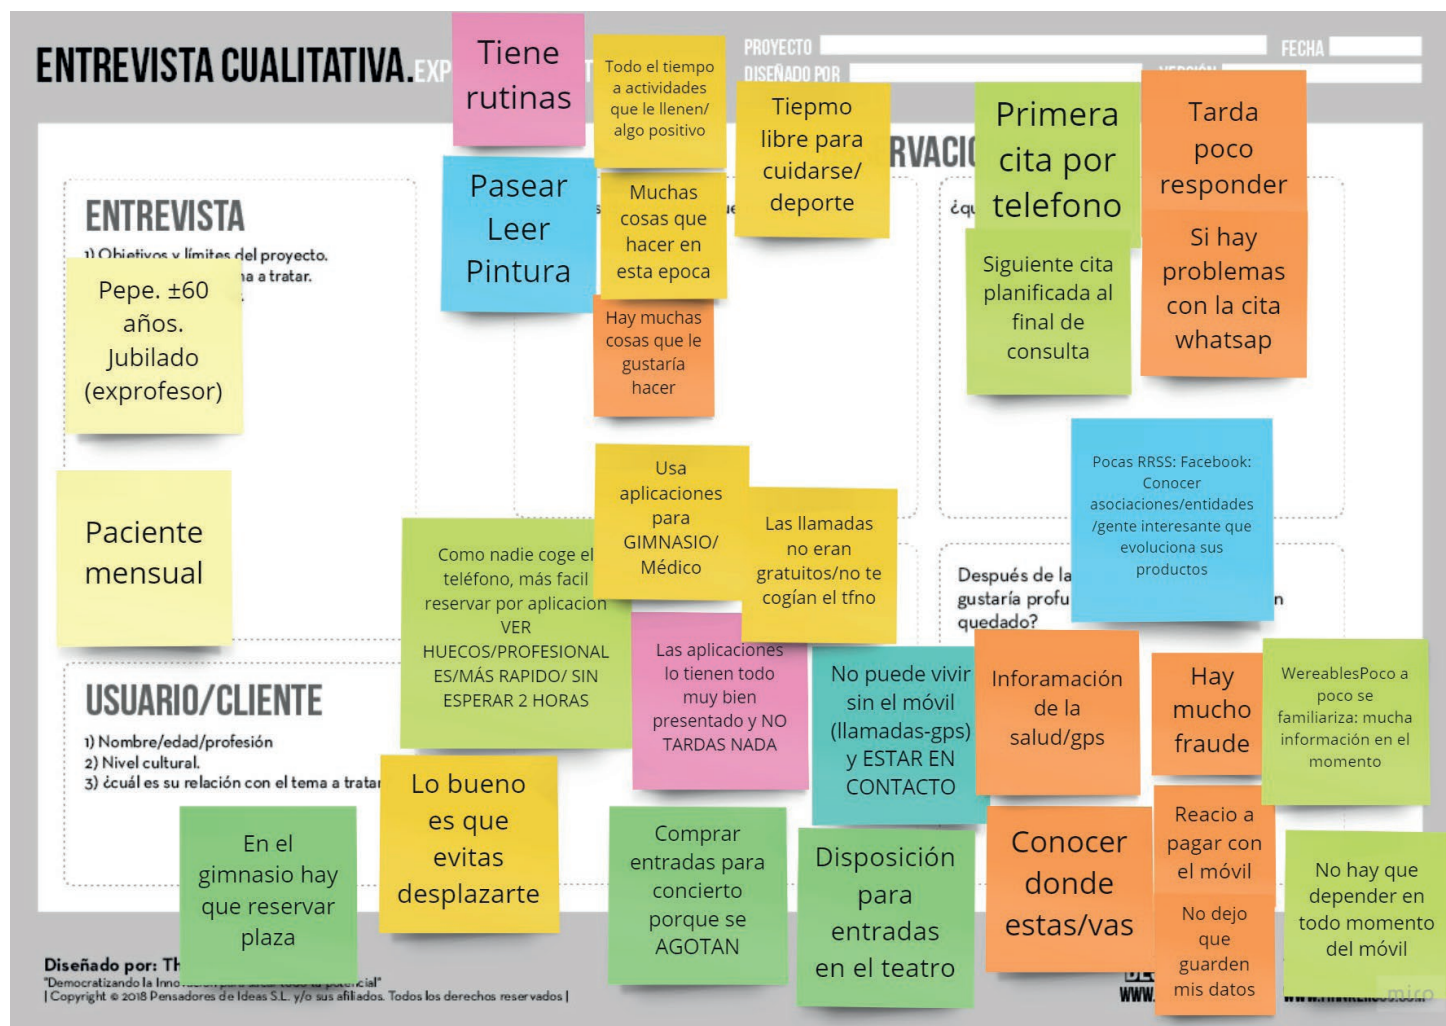 ENTREVISTA CUALITATIVA.EXP
PROYECTO
FECHA
DISEÑADO POR
Tiene
rutinas
Todo el tiempo
a actividades
que le llenen/
algo positivo
Tiepmo
libre para
cuidarse/
deporte
Pasear
Leer
Pintura
Muchas
cosas que
hacer en
esta epoca
Hay muchas
cosas que le
gustaría
hacer
Primera
cita por
telefono
Tarda
poco
responder
Siguiente cita
planificada al
final de
consulta
Si hay
problemas
con la cita
whatsap
ENTREVISTA
1) Objetivos y límites del proyecto.
a tratar.
Pepe. ±60
años.
Jubilado
(exprofesor)
Paciente
mensual
Pocas RRSS: Facebook:
Conocer
asociaciones/entidades
/gente interesante que
evoluciona sus
productos
Usa
aplicaciones
para
GIMNASIO/
Médico
Las llamadas
no eran
gratuitos/no te
cogían el tfno
Como nadie coge el
teléfono, más facil
reservar por aplicacion
VER
HUECOS/PROFESIONAL
ES/MÁS RAPIDO/ SIN
ESPERAR 2 HORAS
Después de la
gustaría profu
quedado?
Las aplicaciones
lo tienen todo
muy bien
presentado y NO
TARDAS NADA
No puede vivir
sin el móvil
(llamadas-gps)
y ESTAR EN
CONTACTO
Inforamación
de la
salud/gps
Hay
mucho
fraude
WereablesPoco a
poco se
familiariza: mucha
información en el
momento
USUARIO/CLIENTE
1) Nombre/edad/profesión
2) Nivel cultural.
3) ¿cuál es su relación con el tema a tratar
Lo bueno
es que
evitas
desplazarte
En el
gimnasio hay
que reservar
plaza
Comprar
entradas para
concierto
porque se
AGOTAN
Disposición
para
entradas
en el teatro
Conocer
donde
estas/vas
Reacio a
pagar con
el móvil
No dejo
que
guarden
mis datos
No hay que
depender en
todo momento
del móvil
Diseñado por: Th
"Democratizando la Inno
| Copyright © 2018 Pensadores de Ideas S.L. y/o sus afiliados. Todos los derechos reservados |
WWW.
miro